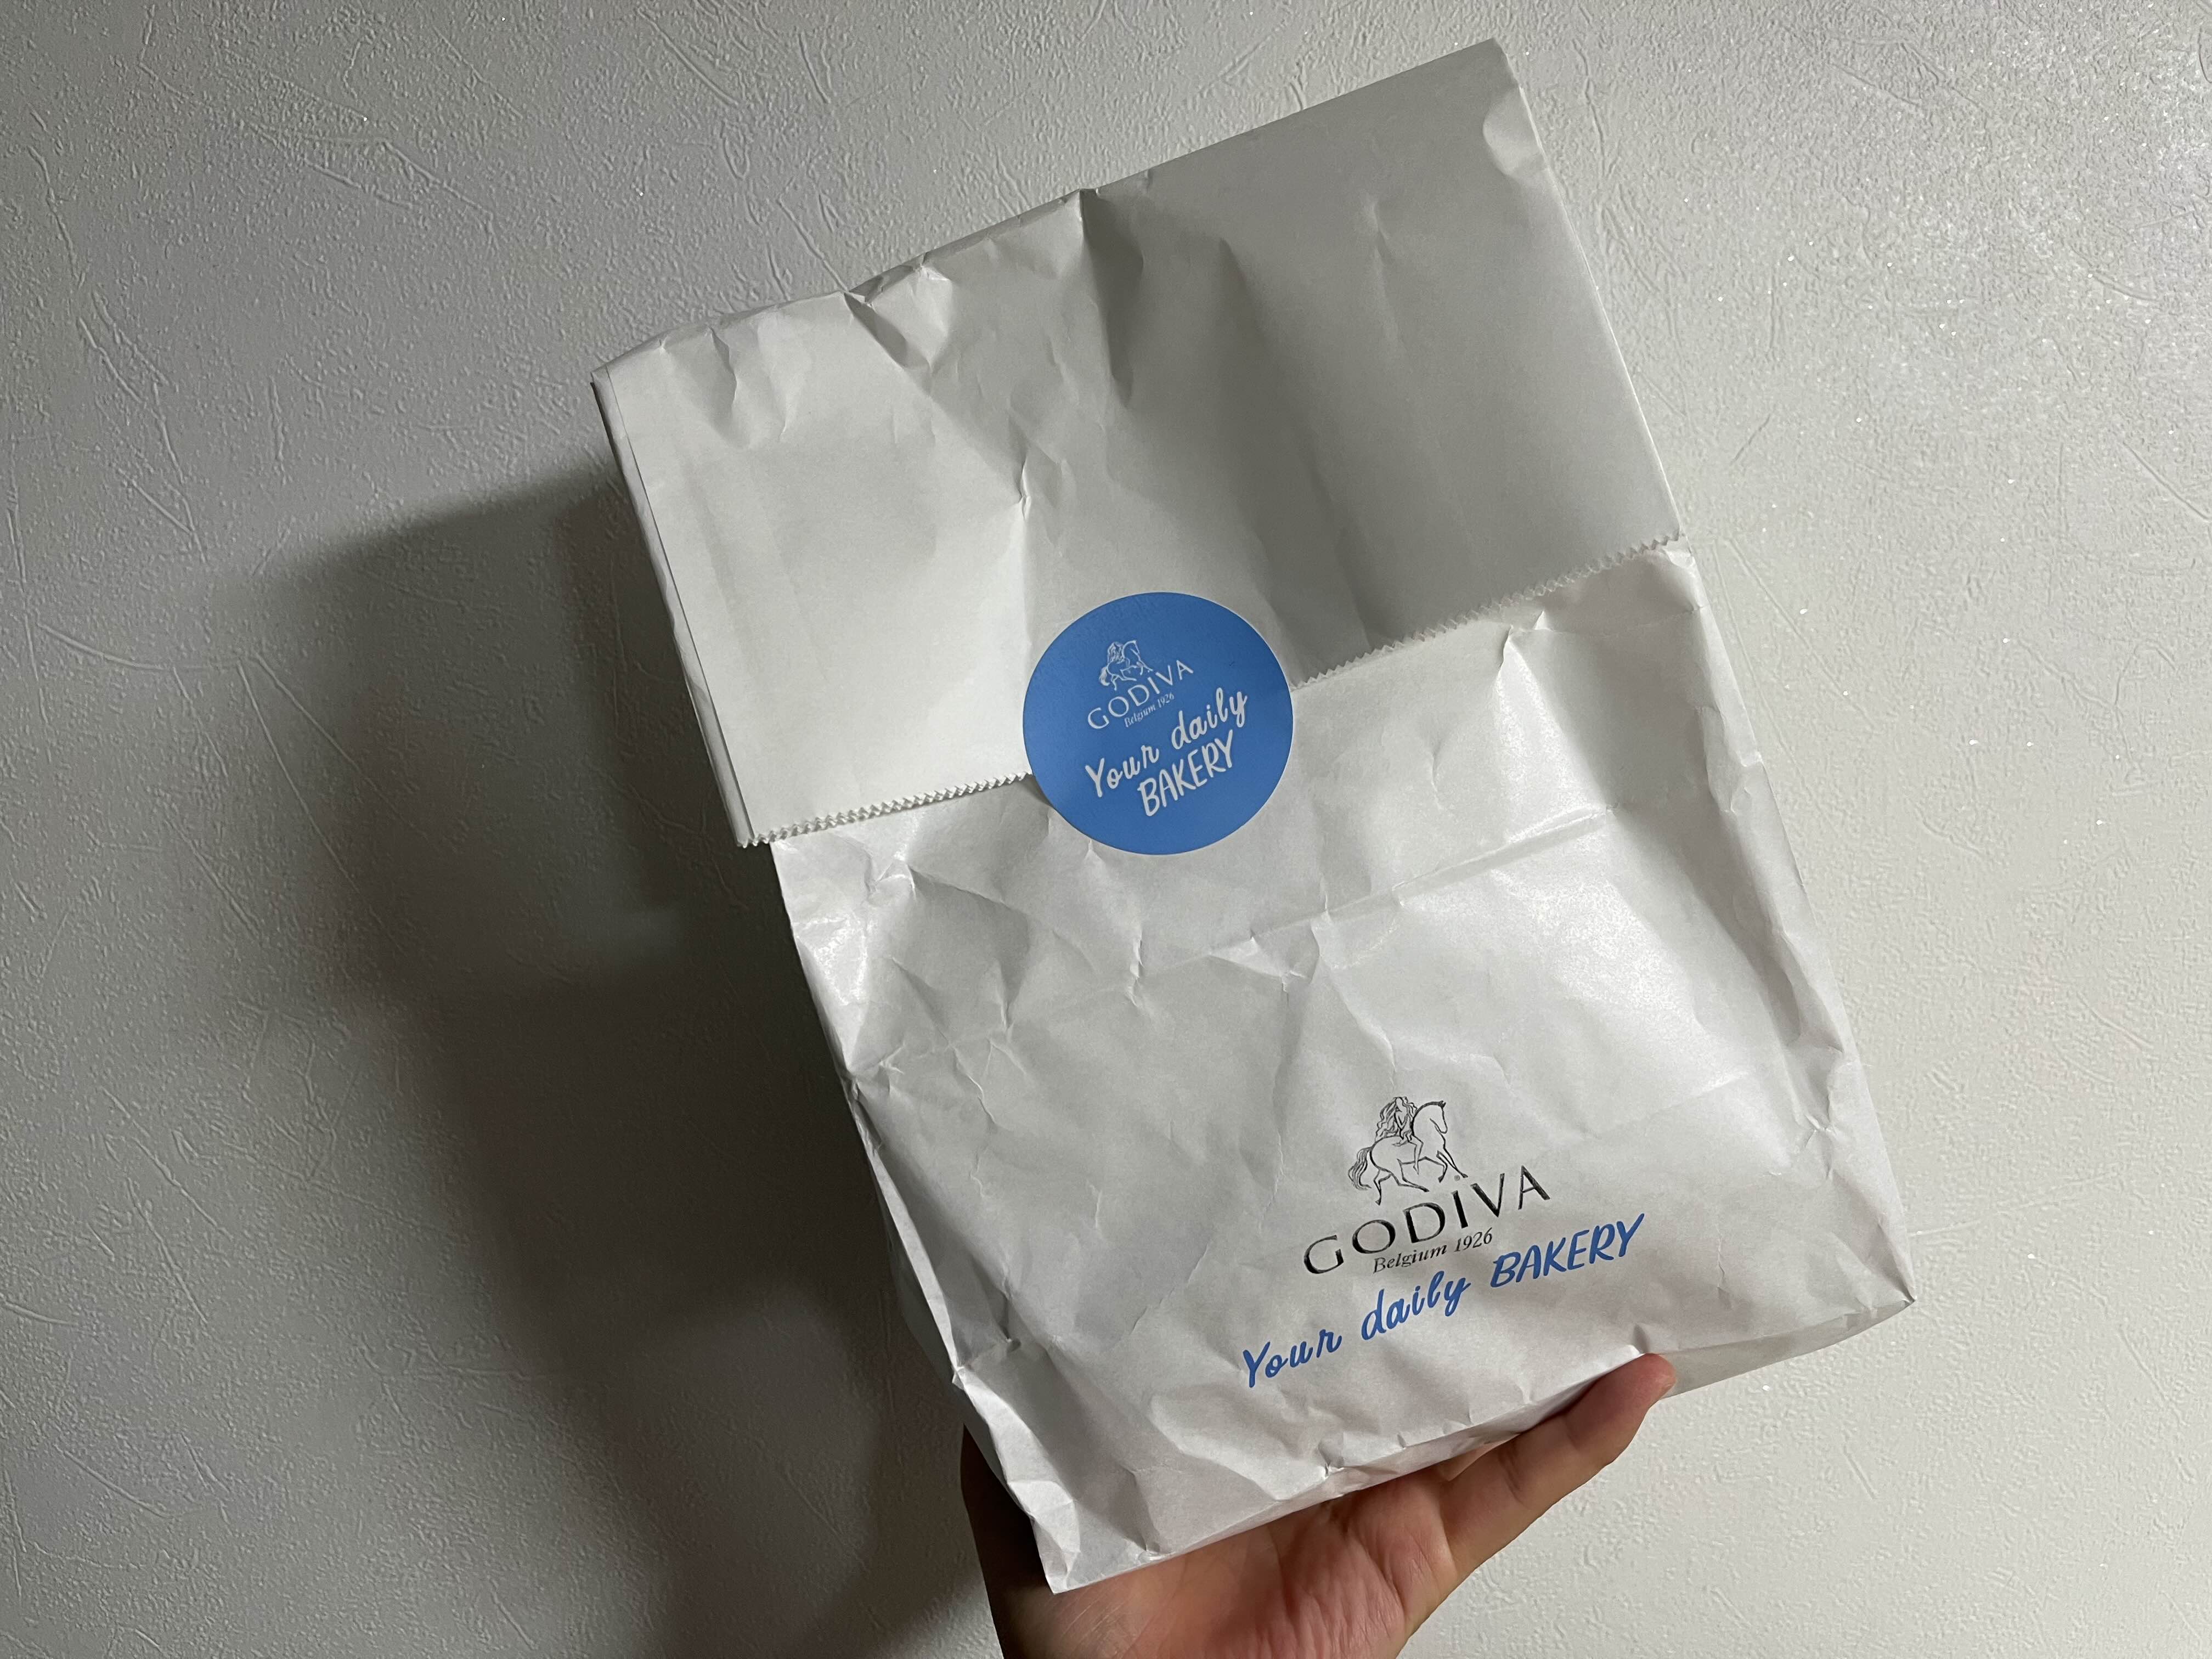 GODIVA
Belgium 1926
Your daily
BAKERY
GODIVA
Belgium 1926
Your daily BAKERY